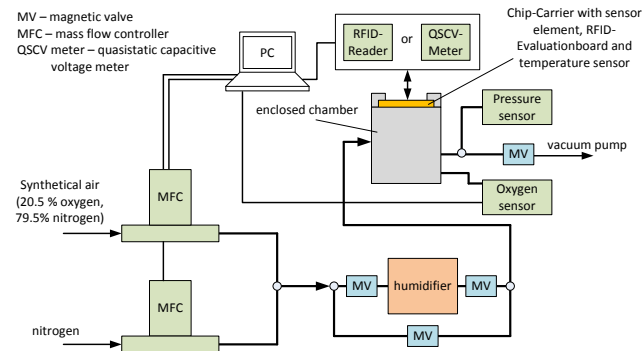 MV – magnetic valve
MFC – mass flow controller
QSCV meter – quasistatic capacitive
voltage meter
PC
RFID-
Reader
or
QSCV-
Meter
Chip-Carrier with sensor
element, RFID-
Evaluationboard and
temperature sensor
enclosed chamber
Pressure
sensor
MV
vacuum pump
Oxygen
sensor
Synthetical air
(20.5 % oxygen,
79.5% nitrogen)
MFC
MV
humidifier
MV
MFC
nitrogen
MV